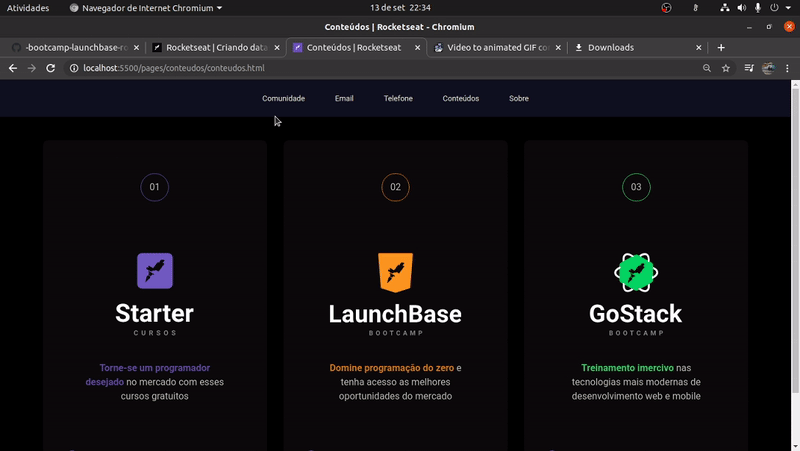 Atividades
Navegador de Internet Chromium
13 de set 22:34
Conteúdos | Rocketseat - Chromium
-bootcamp-launchbase-ro
Rocketseat | Criando data
Conteúdos | Rocketseat
Video to animated GIF co
Downloads
localhost:5500/pages/conteudos/conteudos.html
Comunidade
Email
Telefone
Conteúdos
Sobre
01
Starter
CURSOS
Torne-se um programador
desejado no mercado com esses
cursos gratuitos
02
LaunchBase
BOOTCAMP
Domine programação do zero e
tenha acesso as melhores
oportunidades do mercado
03
GoStack
BOOTCAMP
Treinamento imercivo nas
tecnologias mais modernas de
desenvolvimento web e mobile